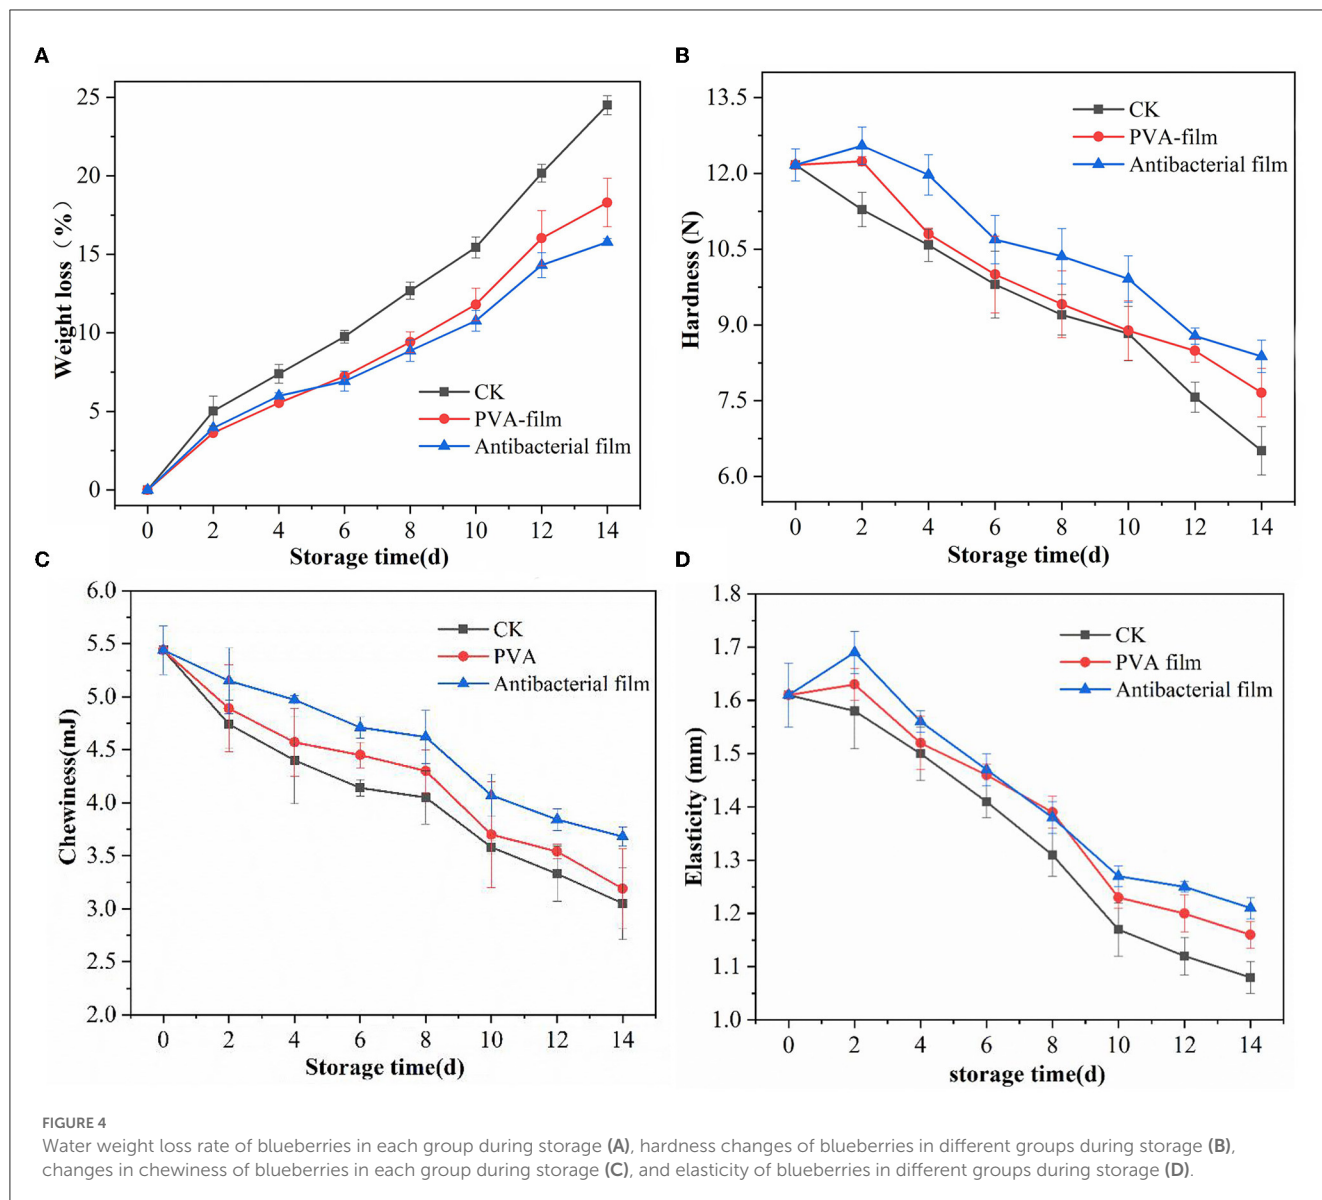 A
25
20
15
10
5
0
Weight loss（%）
CK
PVA-film
Antibacterial film
0 2 4 6 8 10 12 14
Storage time(d)
B
13.5
12.0
10.5
9.0
7.5
6.0
Hardness (N)
CK
PVA-film
Antibacterial film
0 2 4 6 8 10 12 14
Storage time(d)
C
6.0
5.5
5.0
4.5
4.0
3.5
3.0
2.5
2.0
Chewiness(mJ)
CK
PVA
Antibacterial film
0 2 4 6 8 10 12 14
Storage time(d)
D
1.8
1.7
1.6
1.5
1.4
1.3
1.2
1.1
1.0
Elasticity (mm)
CK
PVA film
Antibacterial film
0 2 4 6 8 10 12 14
storage time(d)
FIGURE 4
Water weight loss rate of blueberries in each group during storage (A), hardness changes of blueberries in different groups during storage (B),
changes in chewiness of blueberries in each group during storage (C), and elasticity of blueberries in different groups during storage (D).